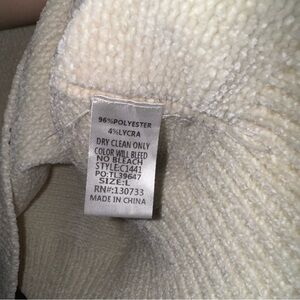 96%POLYESTER
4%LYCRA
DRY CLEAN ONLY
COLOR WILL BLEED
NO BLEACH
STYLE:C1441
PO:TL39647
SIZE:L
RN#:130733
MADE IN CHINA